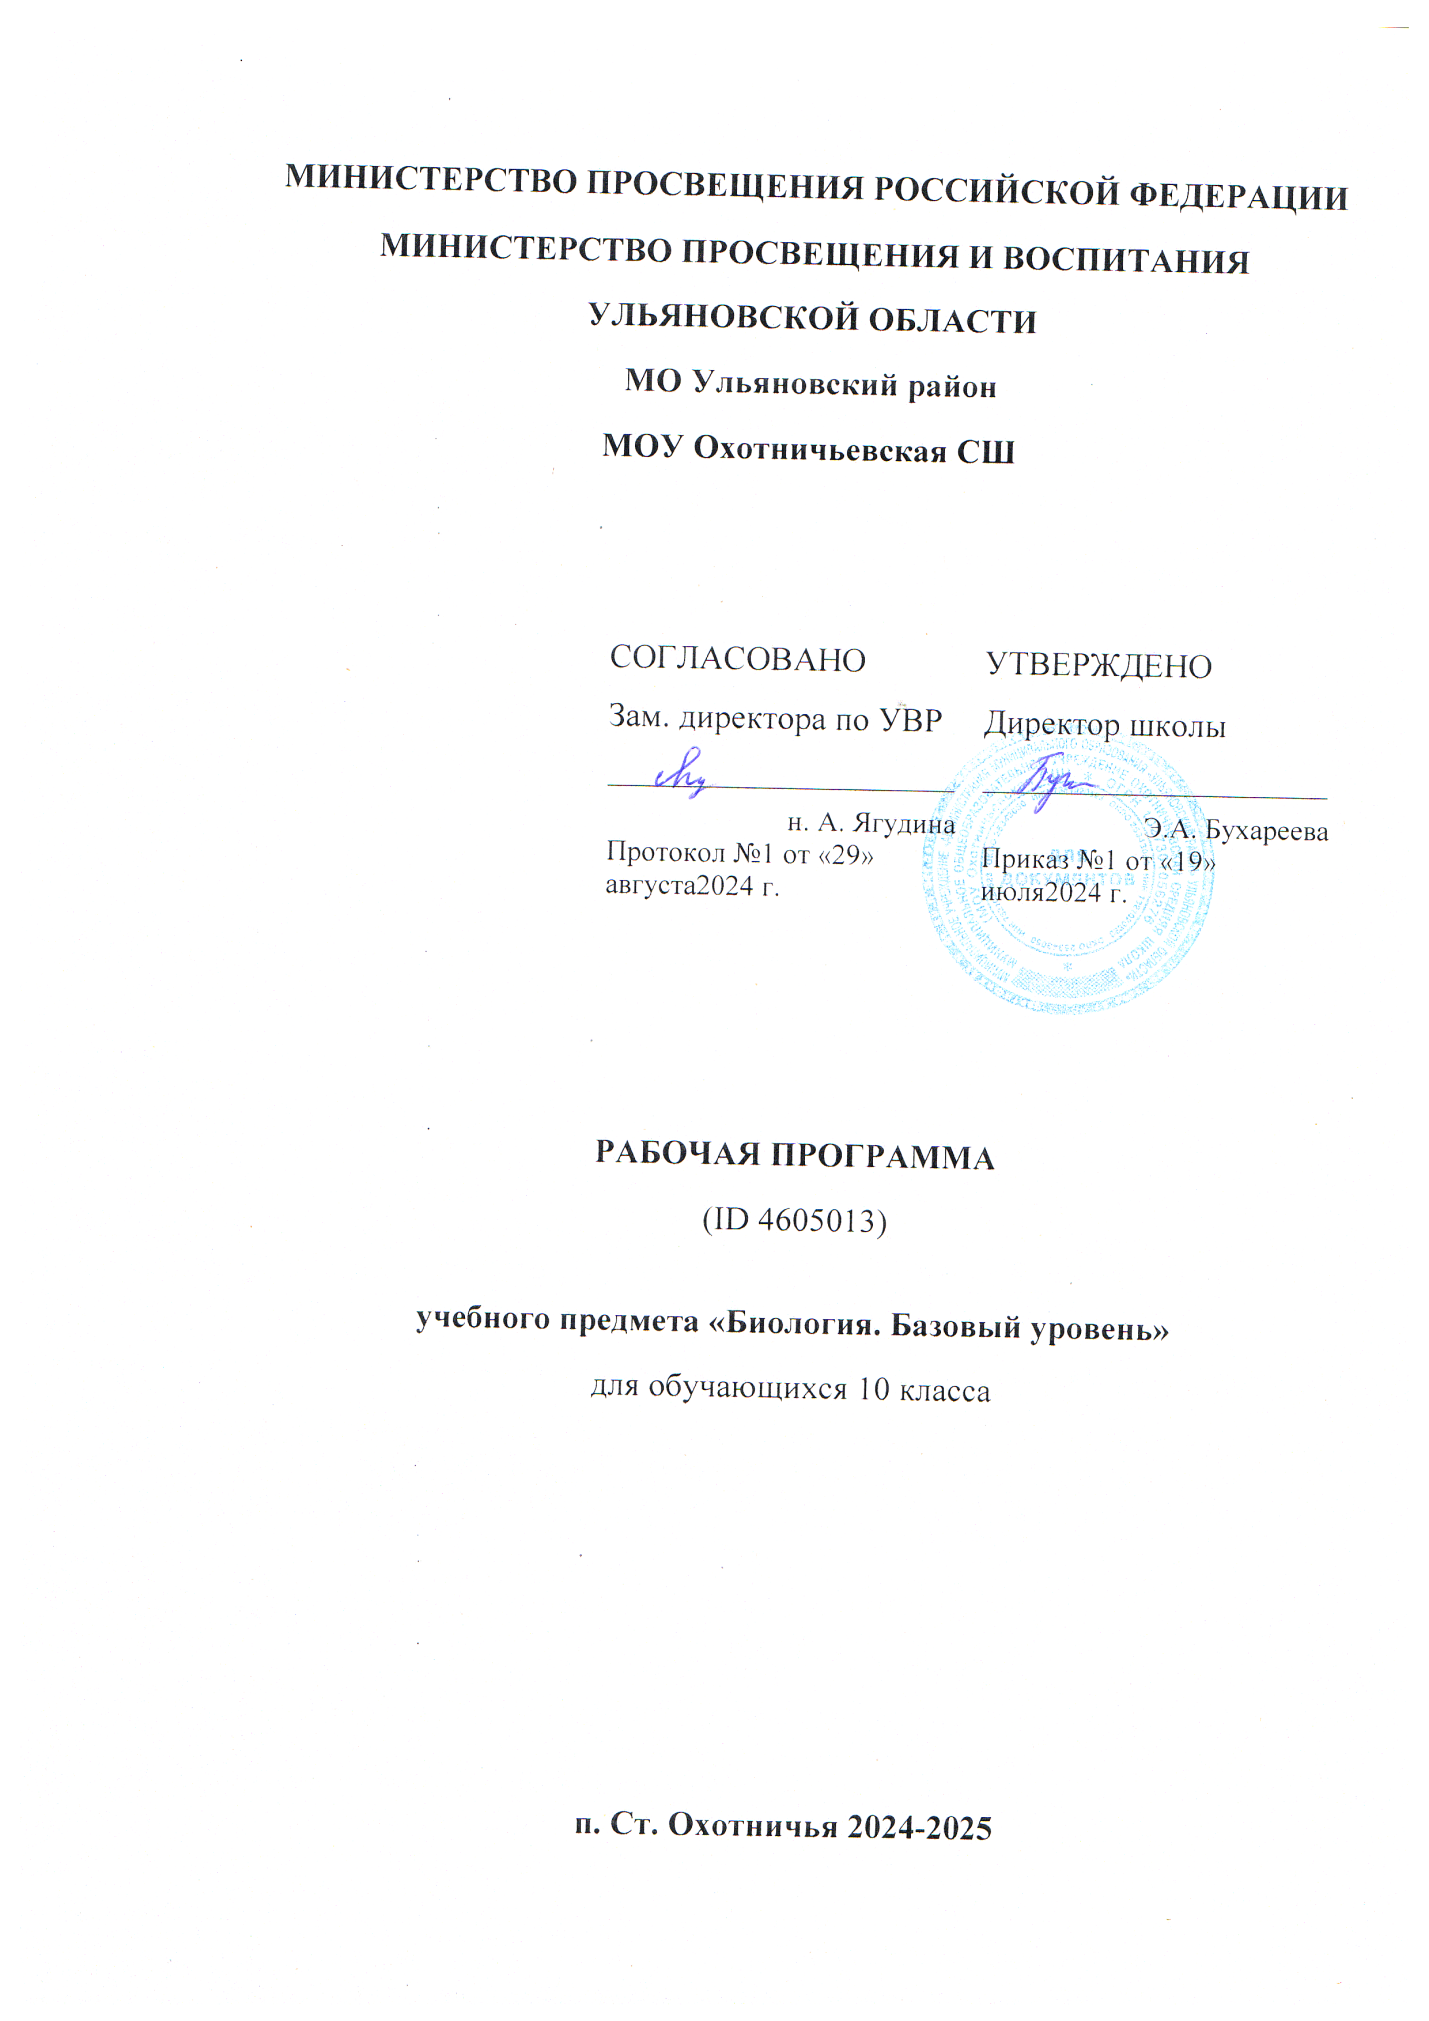 МИНИСТЕРСТВО ПРОСВЕЩЕНИЯ РОССИЙСКОЙ ФЕДЕРАЦИИ
МИНИСТЕРСТВО ПРОСВЕЩЕНИЯ И ВОСПИТАНИЯ
УЛЬЯНОВСКОЙ ОБЛАСТИ
МО Ульяновский район
МОУ Охотничьевская СШ
СОГЛАСОВАНО
Зам. директора по УВР
н. А. Ягудина
Протокол №1 от «29»
августа2024 г.
УТВЕРЖДЕНО
Директор школы
Э.А. Бухареева
Приказ №1 от «19»
июля2024 г.
ДОКУМЕНТОВ
РАБОЧАЯ ПРОГРАММА
(ID 4605013)
учебного предмета «Биология. Базовый уровень»
для обучающихся 10 класса
п. Ст. Охотничья 2024-2025